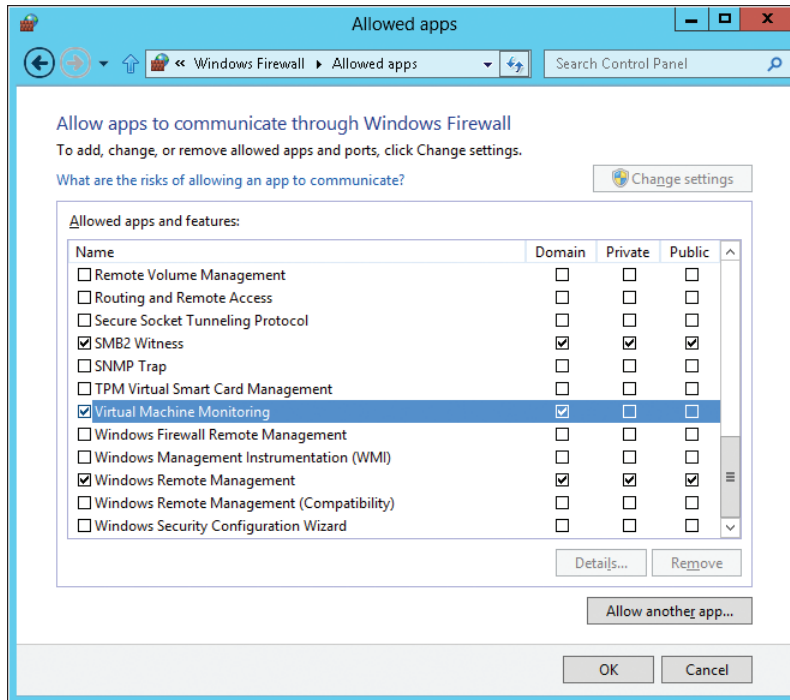 Allowed apps
« Windows Firewall Allowed apps Search Control Panel
Allow apps to communicate through Windows Firewall
To add, change, or remove allowed apps and ports, click Change settings.
What are the risks of allowing an app to communicate? Change settings
Allowed apps and features:
Name Domain Private Public
Remote Volume Management
Routing and Remote Access
Secure Socket Tunneling Protocol
SMB2 Witness
SNMP Trap
TPM Virtual Smart Card Management
Virtual Machine Monitoring
Windows Firewall Remote Management
Windows Management Instrumentation (WMI)
Windows Remote Management
Windows Remote Management (Compatibility)
Windows Security Configuration Wizard
Details... Remove
Allow another app...
OK Cancel